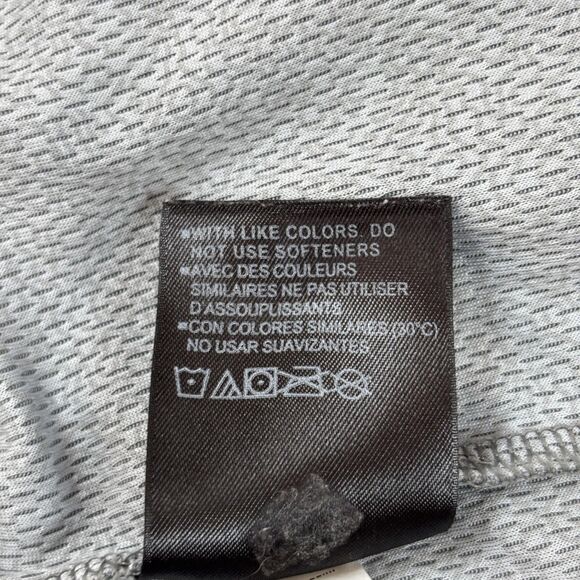 ▪WITH LIKE COLORS. DO
NOT USE SOFTENERS
▪AVEC DES COULEURS
SIMILAIRES NE PAS UTILISER
D'ASSOUPLISSANTS
▪CON COLORES SIMILARES (30°C)
NO USAR SUAVIZANTES